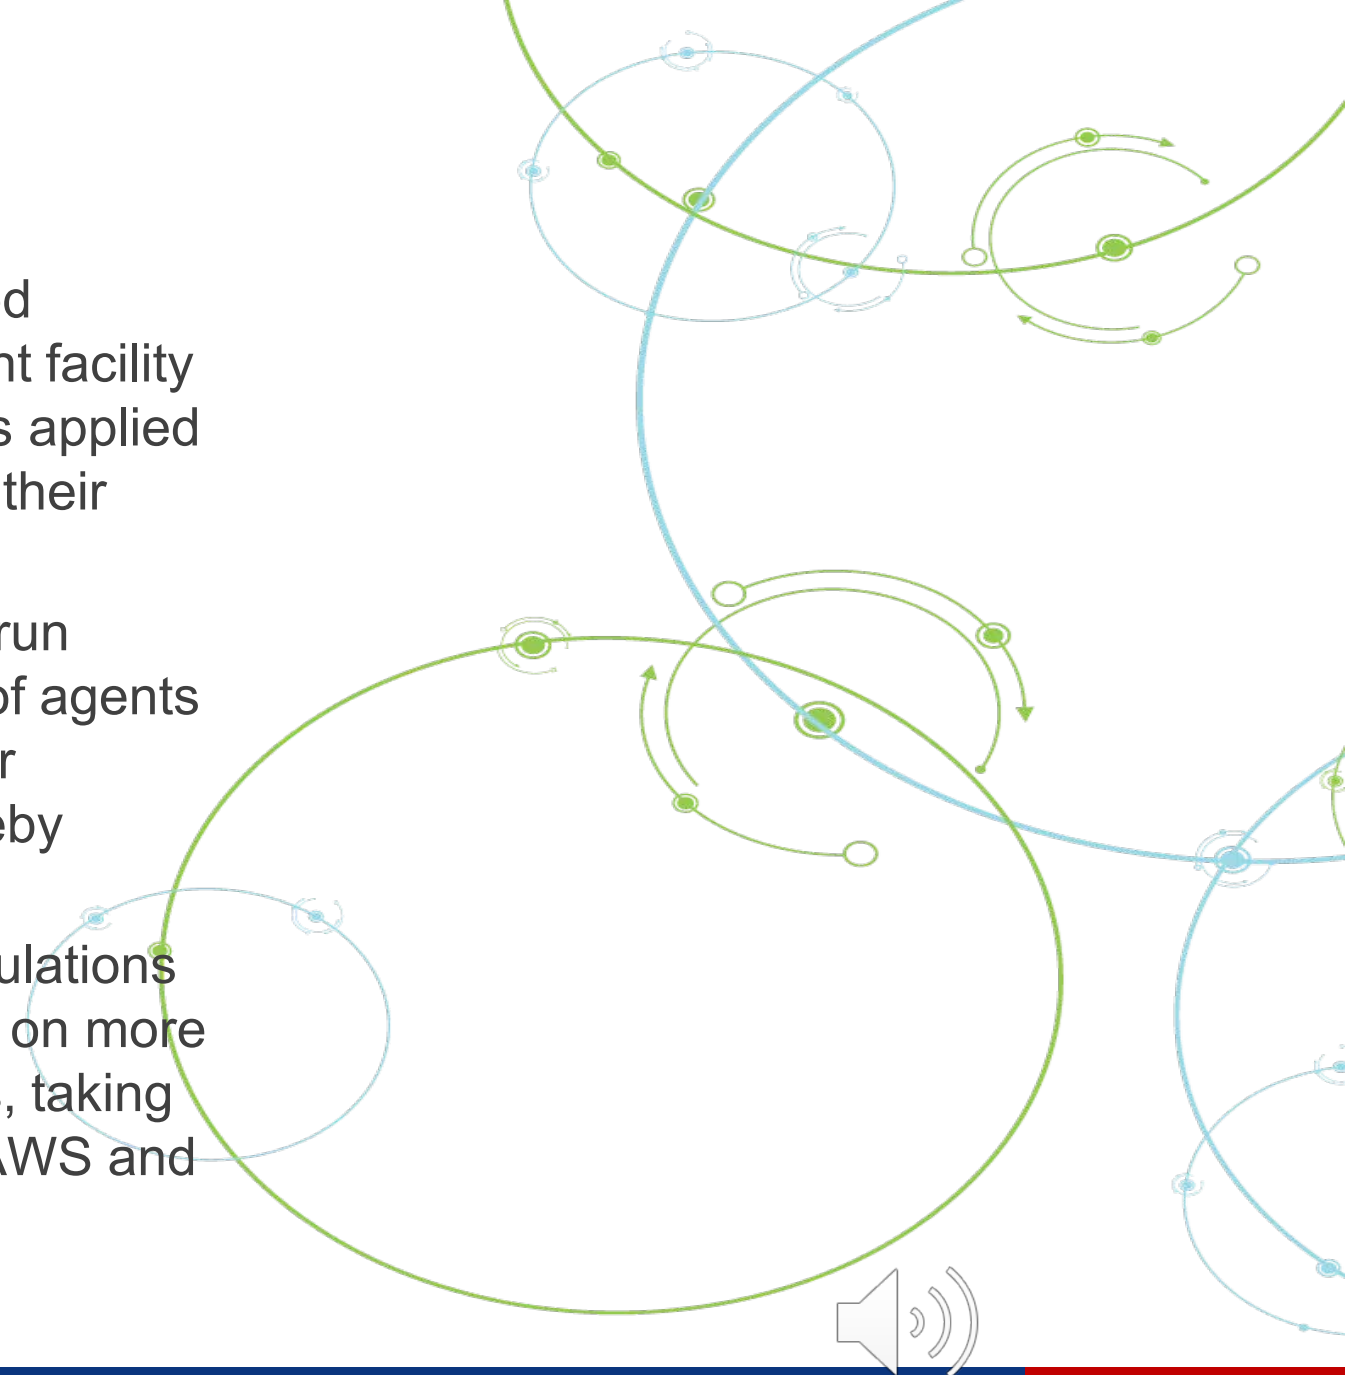 d
nt facility
s applied
their
run
of agents
r
eby
ulations
on more
s, taking
AWS and